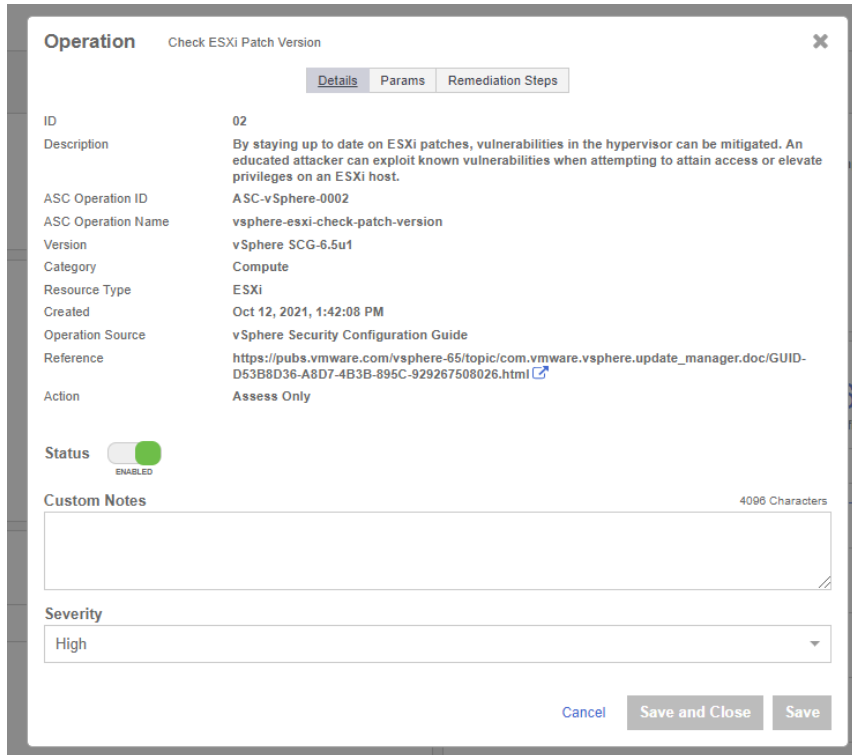 Operation Check ESXi Patch Version
Details Params Remediation Steps
ID 02
Description By staying up to date on ESXi patches, vulnerabilities in the hypervisor can be mitigated. An
educated attacker can exploit known vulnerabilities when attempting to attain access or elevate
privileges on an ESXi host.
ASC Operation ID ASC-vSphere-0002
ASC Operation Name vsphere-esxi-check-patch-version
Version vSphere SCG-6.5u1
Category Compute
Resource Type ESXi
Created Oct 12, 2021, 1:42:08 PM
Operation Source vSphere Security Configuration Guide
Reference https://pubs.vmware.com/vsphere-65/topic/com.vmware.vsphere.update_manager.doc/GUID-
D53B8D36-A8D7-4B3B-895C-929267508026.html
Action Assess Only
Status ENABLED
Custom Notes 4096 Characters
Severity
High
Cancel Save and Close Save